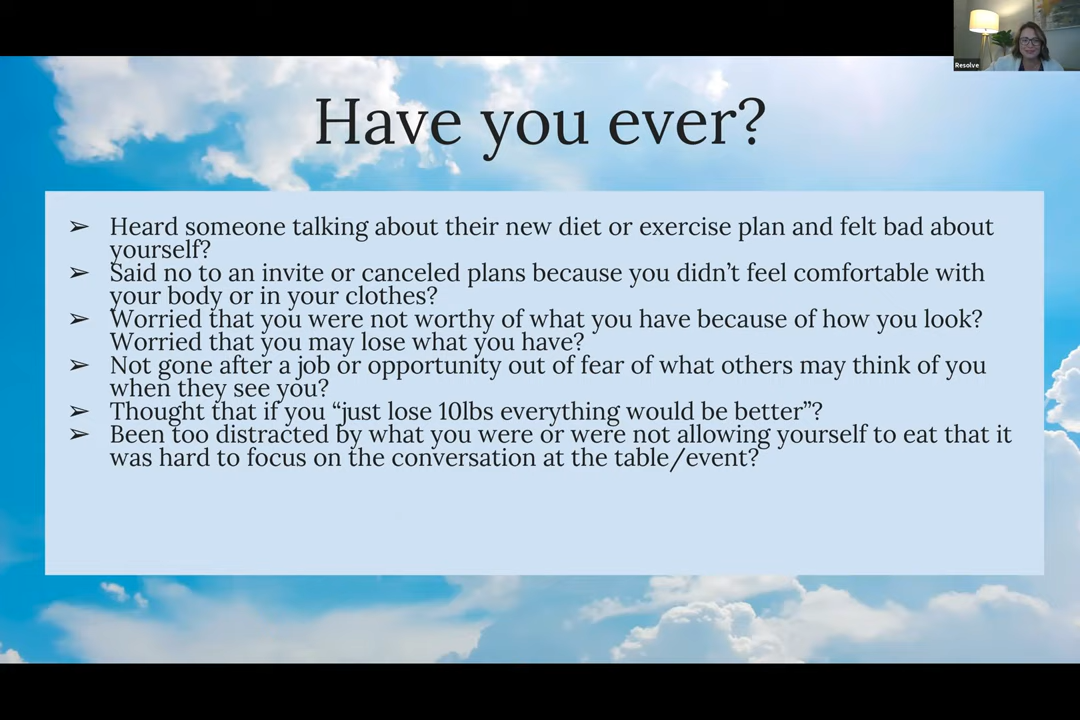 Resolve
Have you ever?
➢ Heard someone talking about their new diet or exercise plan and felt bad about
yourself?
➢ Said no to an invite or canceled plans because you didn’t feel comfortable with
your body or in your clothes?
➢ Worried that you were not worthy of what you have because of how you look?
Worried that you may lose what you have?
➢ Not gone after a job or opportunity out of fear of what others may think of you
when they see you?
➢ Thought that if you “just lose 10lbs everything would be better”?
➢ Been too distracted by what you were or were not allowing yourself to eat that it
was hard to focus on the conversation at the table/event?